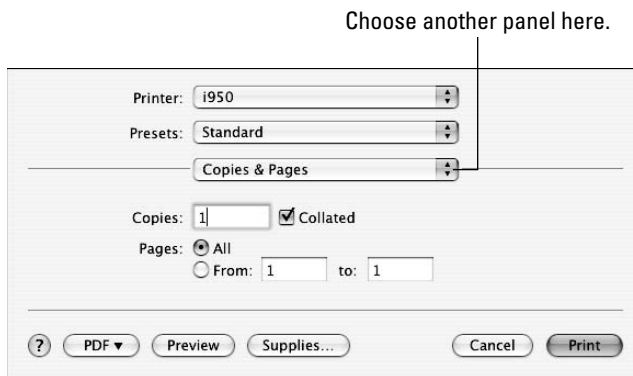 Choose another panel here.
Printer: i950
Presets: Standard
Copies & Pages
Copies: 1 Collated
Pages: All
From: 1 to: 1
? PDF Preview Supplies... Cancel Print